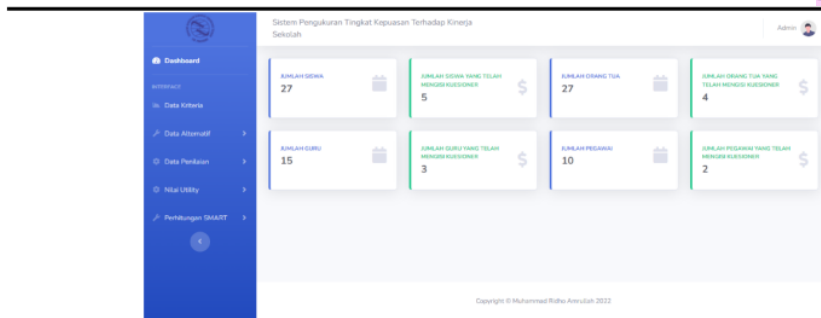 Sistem Pengukuran Tingkat Kepuasan Terhadap Kinerja
Sekolah
Admin
Dashboard
INTERFACE
Data Kriteria
Data Alternatif
Data Penilaian
Nilai Utility
Perhitungan SMART
JUMLAH SISWA
27
JUMLAH SISWA YANG TELAH
MENGISI KUESIONER
5
JUMLAH ORANG TUA
27
JUMLAH ORANG TUA YANG
TELAH MENGISI KUESIONER
4
JUMLAH GURU
15
JUMLAH GURU YANG TELAH
MENGISI KUESIONER
3
JUMLAH PEGAWAI
10
JUMLAH PEGAWAI YANG TELAH
MENGISI KUESIONER
2
Copyright © Muhammad Ridho Amrullah 2022